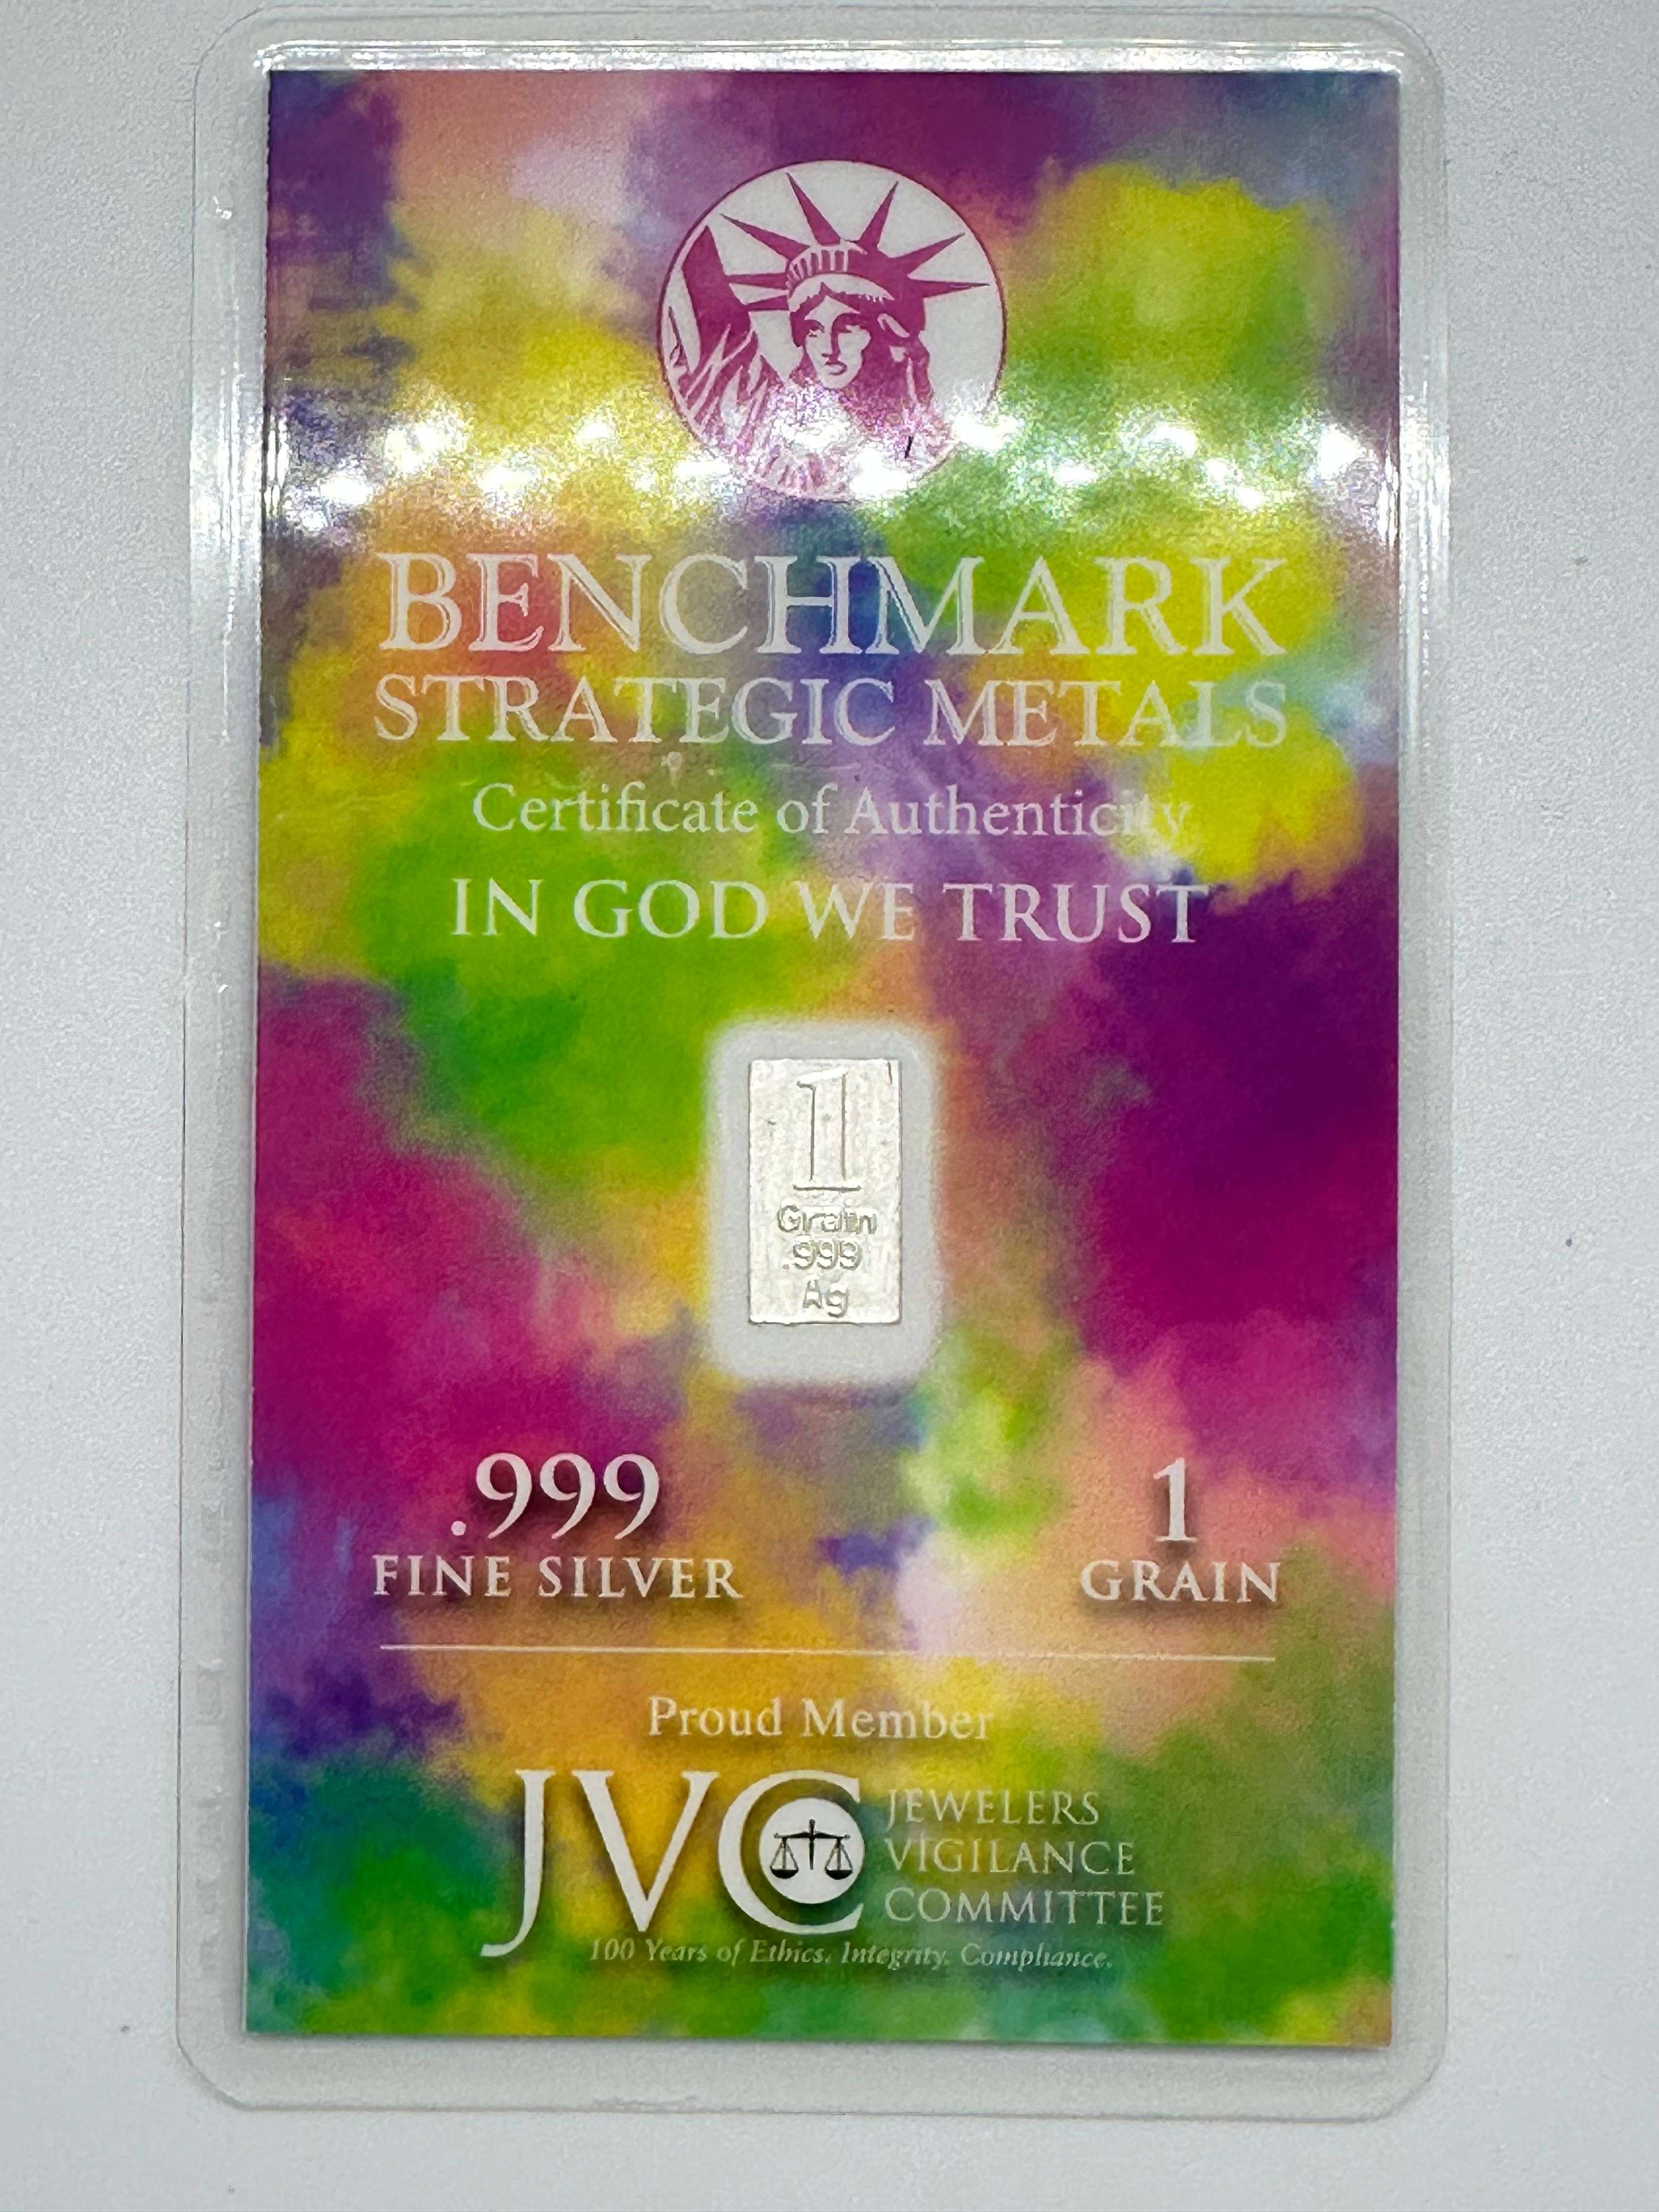 BENCHMARK
STRATEGIC METALS
Certificate of Authenticity
IN GOD WE TRUST
1
Grain
.999
Ag
.999
FINE SILVER
1
GRAIN
Proud Member
JVC
JEWELERS
VIGILANCE
COMMITTEE
100 Years of Ethics. Integrity. Compliance.